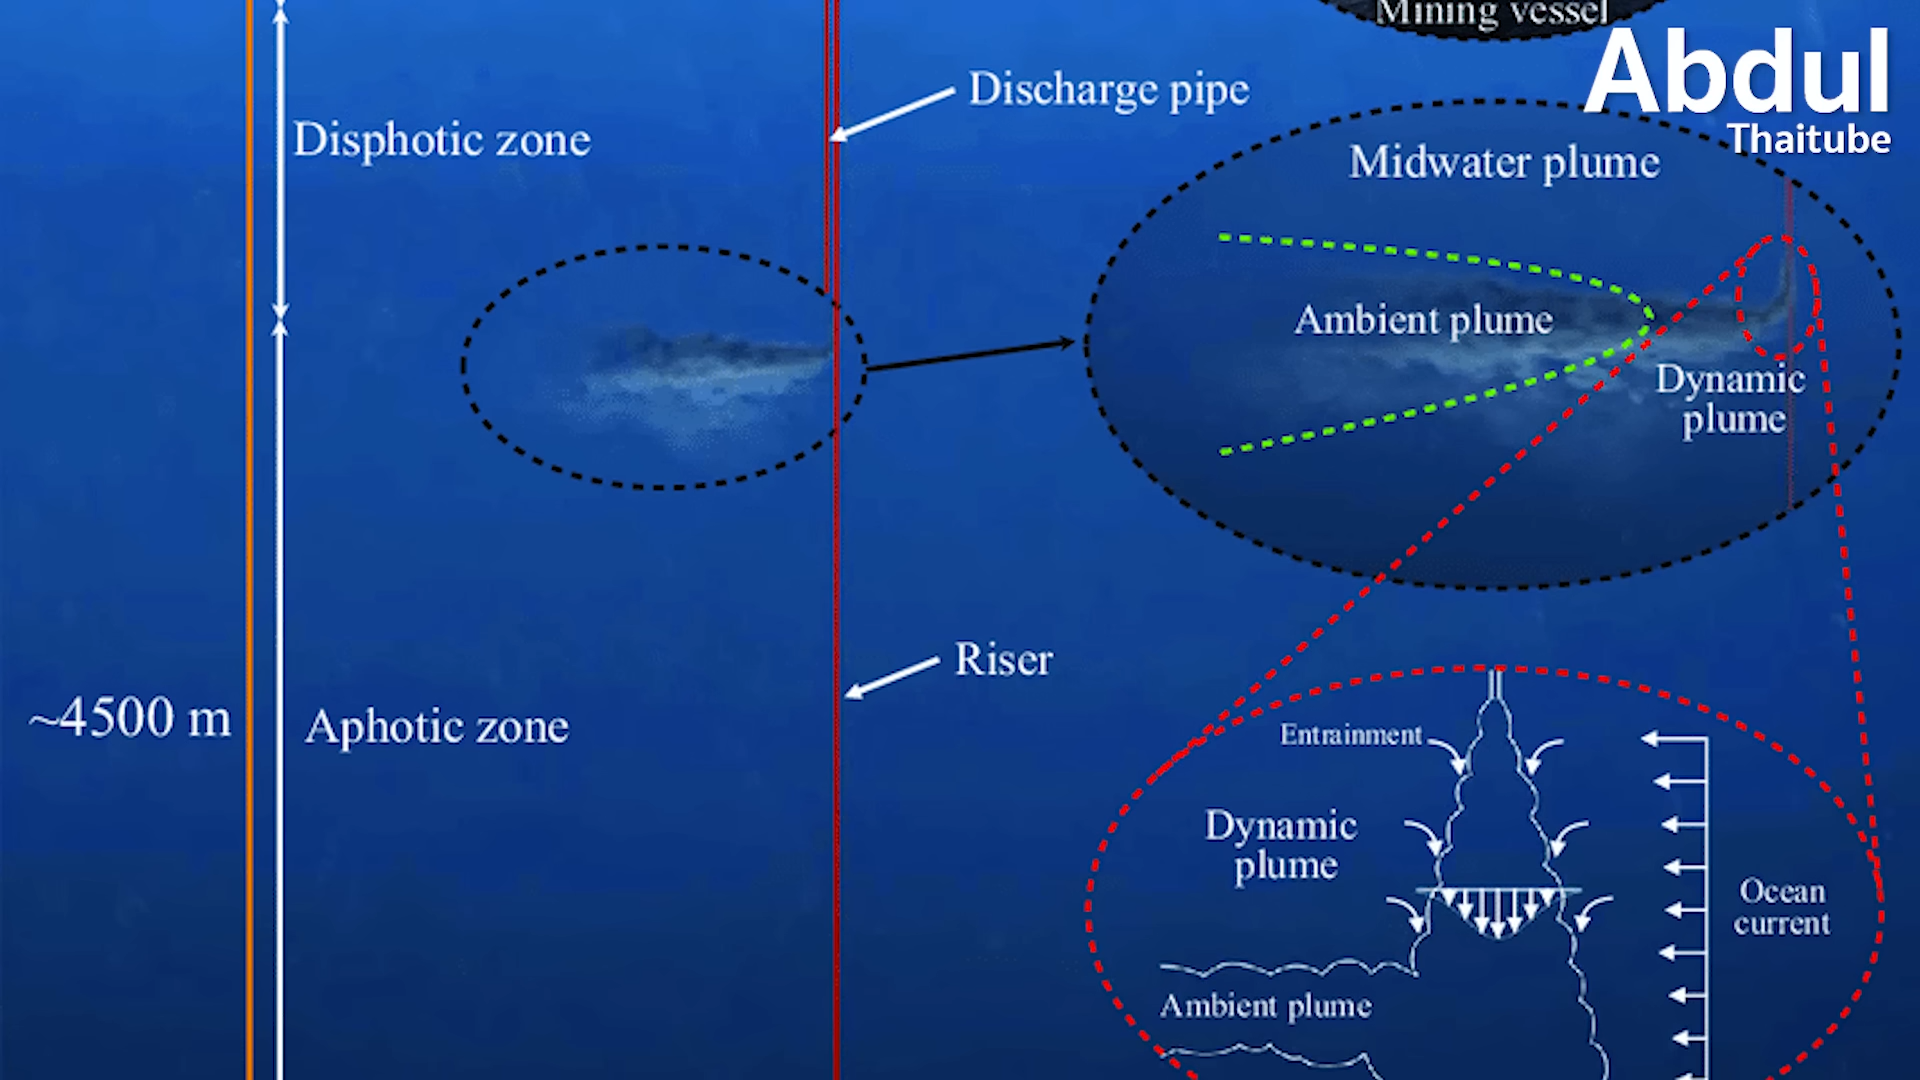 Mining vessel
Abdul
Thaitube
Discharge pipe
Disphotic zone
Midwater plume
Ambient plume
Dynamic
plume
Riser
~4500 m
Aphotic zone
Entrainment
Dynamic
plume
Ocean
current
Ambient plume